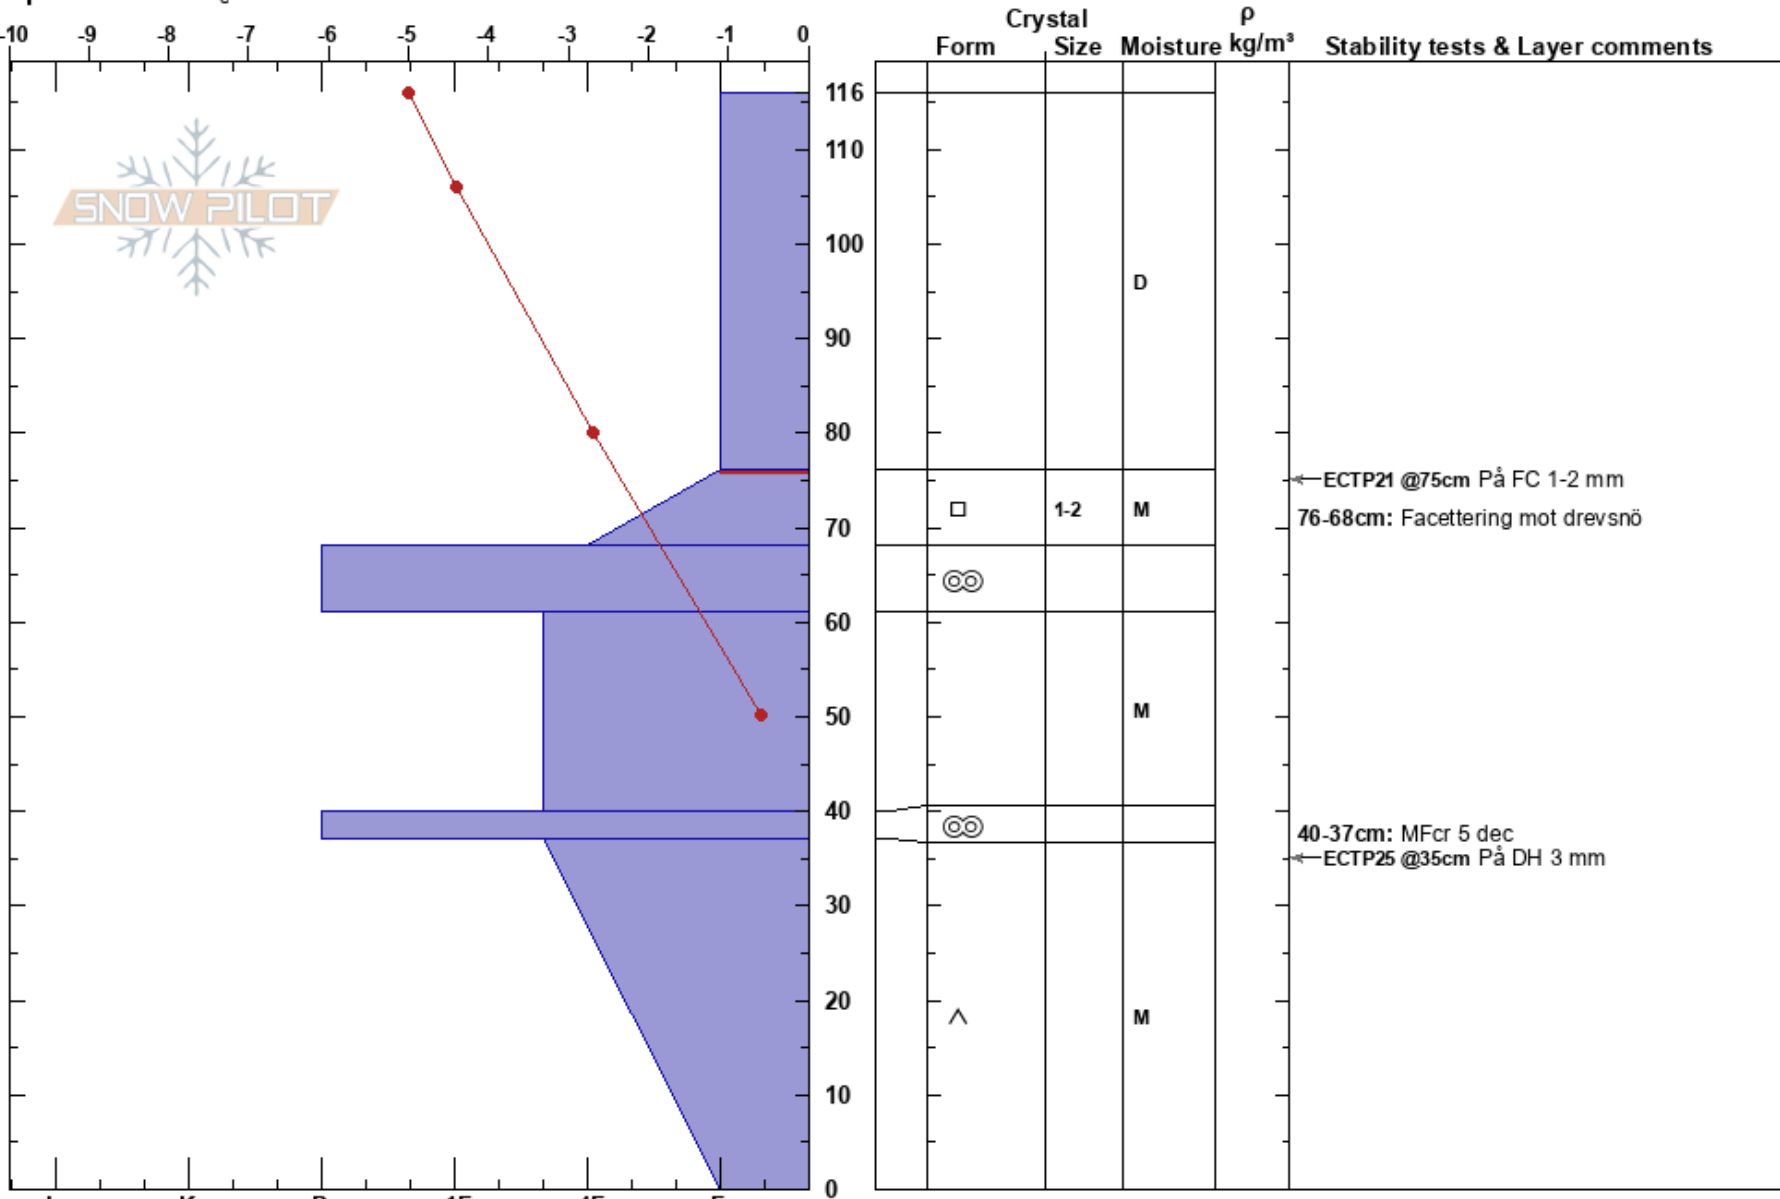 Crystal ρ
-10 -9 -8 -7 -6 -5 -4 -3 -2 -1 0 Form Size Moisture kg/m³ Stability tests & Layer comments
116
SNOW PILOT
110
100
D
90
80
ECTP21 @75cm På FC 1-2 mm
1-2 M
76-68cm: Facettering mot drevsnö
70
60
50 M
40
40-37cm: MFcr 5 dec
ECTP25 @35cm På DH 3 mm
30
20 M
10
0